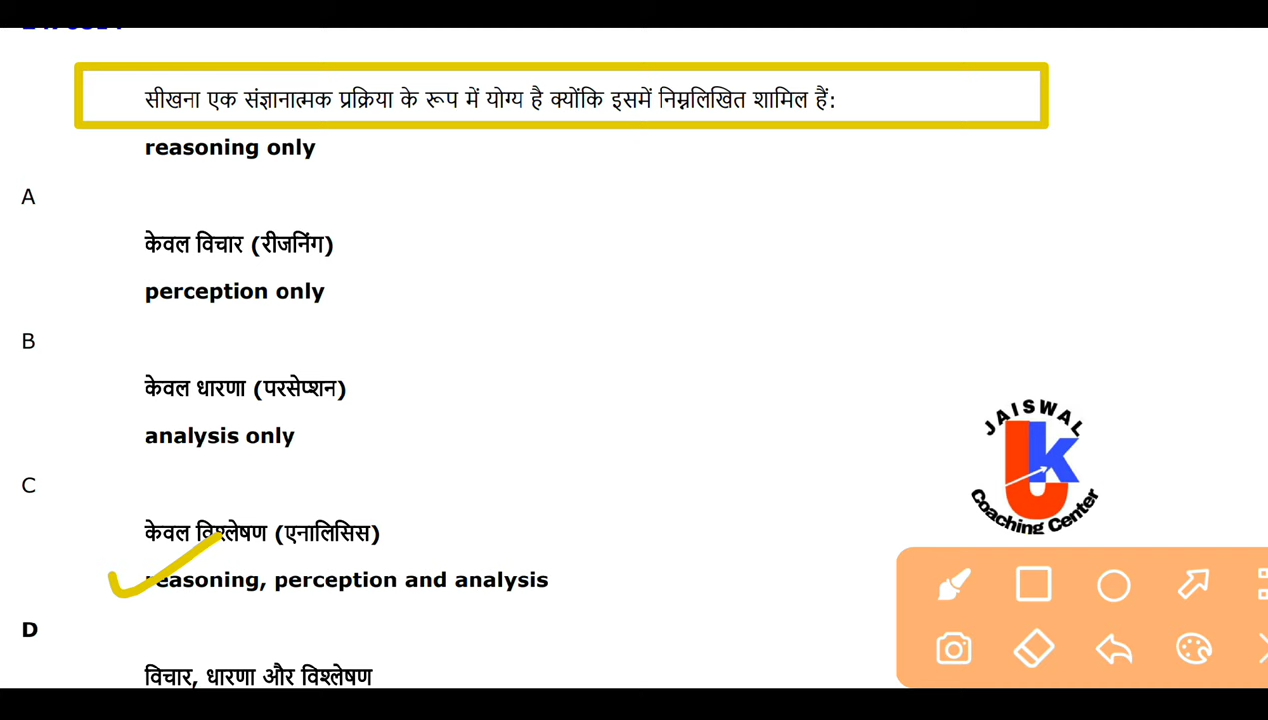 सीखना एक संज्ञानात्मक प्रक्रिया के रूप में योग्य है क्योंकि इसमें निम्नलिखित शामिल हैं:
reasoning only
A
केवल विचार (रीजनिंग)
perception only
B
केवल धारणा (परसेप्शन)
analysis only
C
केवल विश्लेषण (एनालिसिस)
reasoning, perception and analysis
D
विचार, धारणा और विश्लेषण
JAISWAL
JK
Coaching Center